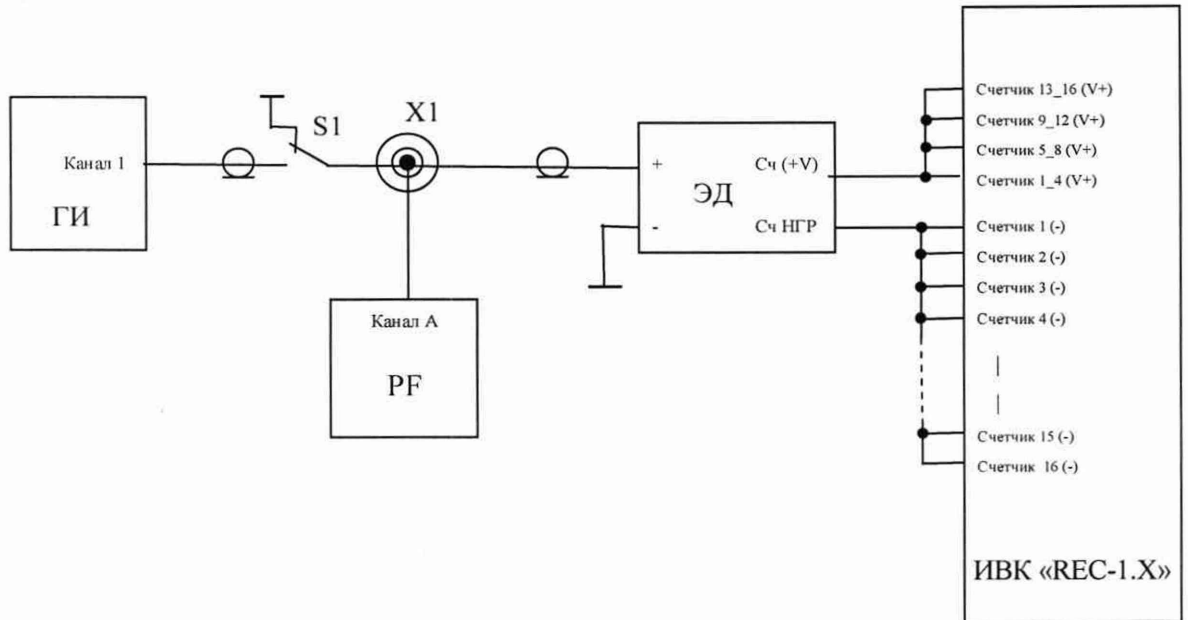 Канал 1
ГИ
S1
X1
Канал А
PF
+
-
ЭД
Сч (+V)
Сч НГР
Счетчик 13_16 (V+)
Счетчик 9_12 (V+)
Счетчик 5_8 (V+)
Счетчик 1_4 (V+)
Счетчик 1 (-)
Счетчик 2 (-)
Счетчик 3 (-)
Счетчик 4 (-)
Счетчик 15 (-)
Счетчик 16 (-)
ИВК «REC-1.X»